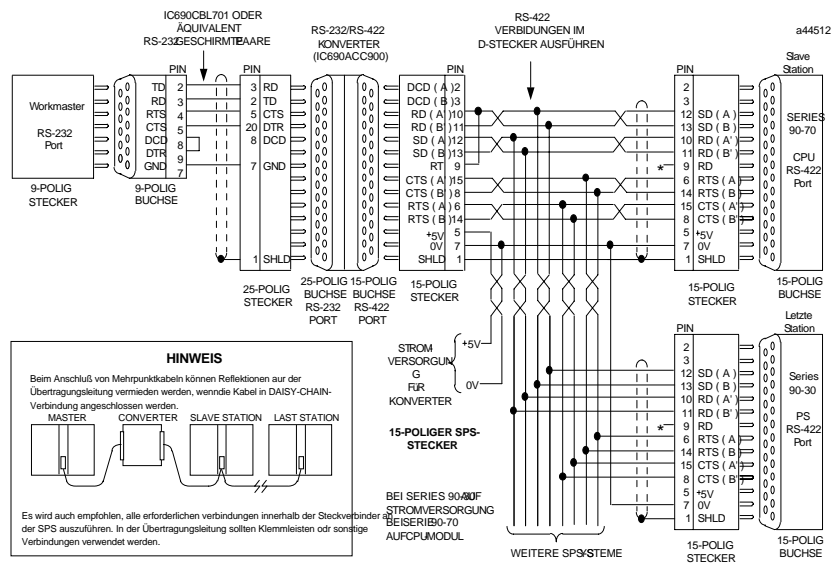 IC690CBL701 ODER
ÄQUIVALENT
RS-232 GESCHIRMTE PAARE
RS-232/RS-422
KONVERTER
(IC690ACC900)
RS-422
VERBIDUNGEN IM
D-STECKER AUSFÜHREN
a44512
Workmaster
RS-232
Port
9-POLIG
STECKER
PIN
TD 2
RD 3
RTS 4
CTS 5
DCD 8
DTR 9
GND 7
9-POLIG
BUCHSE
PIN
3 RD
2 TD
5 CTS
20 DTR
8 DCD
7 GND
1 SHLD
25-POLIG
STECKER
25-POLIG
BUCHSE
RS-232
PORT
15-POLIG
BUCHSE
RS-422
PORT
PIN
DCD ( A ) 2
DCD ( B ) 3
RD ( A' ) 10
RD ( B' ) 11
SD ( A ) 12
SD ( B ) 13
RT 9
CTS ( A' ) 15
CTS ( B' ) 8
RTS ( A ) 6
RTS ( B ) 14
+5V 5
0V 7
SHLD 1
15-POLIG
STECKER
PIN
2
3
12 SD ( A )
13 SD ( B )
10 RD ( A' )
11 RD ( B' )
* 9 RD
6 RTS ( A )
14 RTS ( B )
15 CTS ( A' )
8 CTS ( B' )
5 +5V
7 0V
1 SHLD
15-POLIG
STECKER
Slave
Station
SERIES
90-70
CPU
RS-422
Port
15-POLIG
BUCHSE
STROM-
VERSORGUN
G
FÜR
KONVERTER
+5V
0V
15-POLIGER SPS-
STECKER
BEI SERIES 90-30 AUF
STROMVERSORGUNG
BEI SERIE 90-70
AUF CPU MODUL
WEITERE SPS-SYSTEME
PIN
2
3
12 SD ( A )
13 SD ( B )
10 RD ( A' )
11 RD ( B' )
* 9 RD
6 RTS ( A )
14 RTS ( B )
15 CTS ( A' )
8 CTS ( B' )
5 +5V
7 0V
1 SHLD
15-POLIG
STECKER
Letzte
Station
Series
90-30
PS
RS-422
Port
15-POLIG
BUCHSE
HINWEIS
Beim Anschluß von Mehrpunktkabeln können Reflektionen aur der
Übertragungsleitung vermieden werden, wenndie Kabel in DAISY-CHAIN-
Verbindung angeschlossen werden.
MASTER
CONVERTER
SLAVE STATION
LAST STATION
Es wird auch empfohlen, alle erforderlichen verbindungen innerhalb der Steckverbinder an
der SPS auszuführen. In der Übertragungsleitung sollten Klemmleisten odr sonstige
Verbindungen verwendet werden.